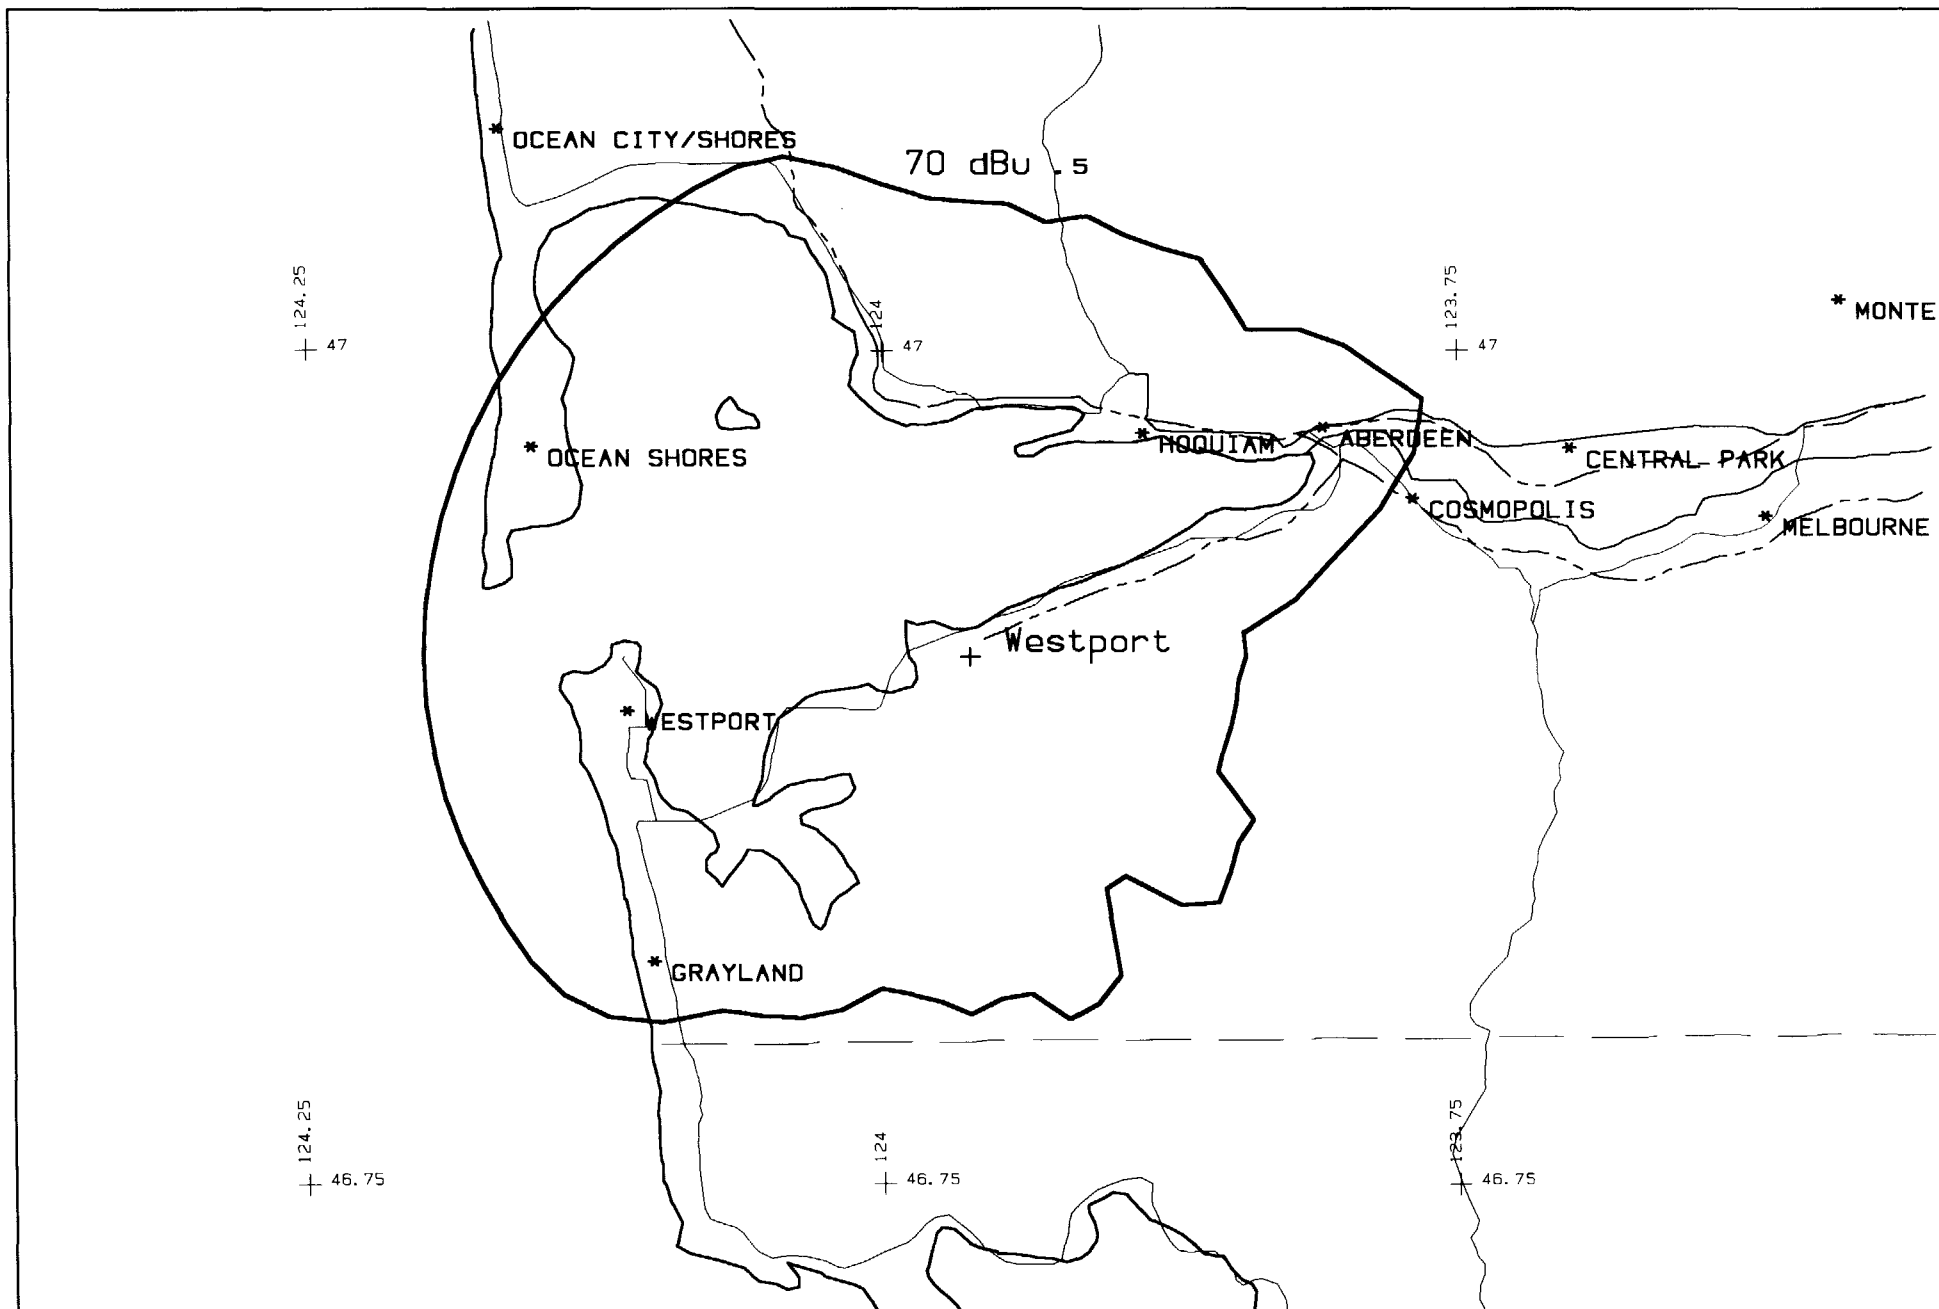 OCEAN CITY/SHORES
70 dBu .5
124.25
47
124
47
123.75
47
MONTE
OCEAN SHORES
HOQUIAM
ABERDEEN
CENTRAL PARK
COSMOPOLIS
MELBOURNE
Westport
WESTPORT
GRAYLAND
124.25
46.75
124
46.75
123.75
46.75